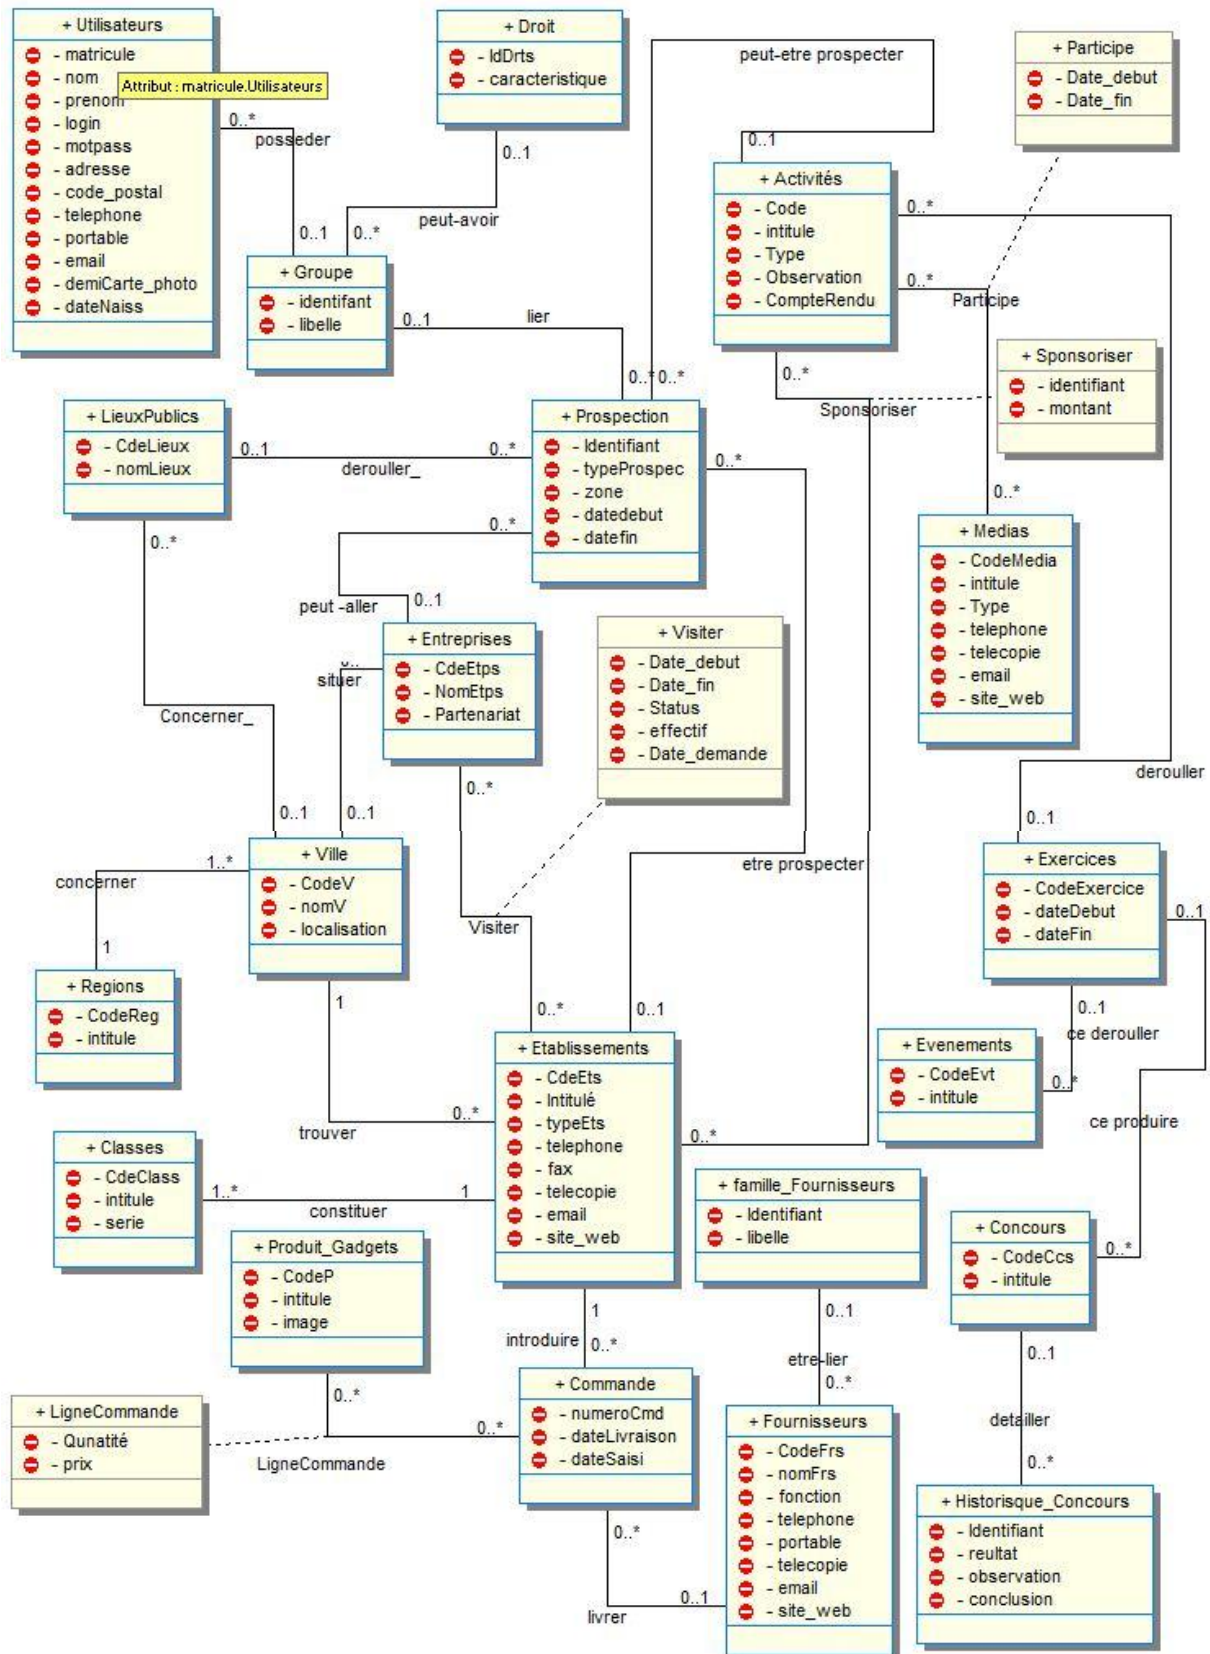 + Utilisateurs
- matricule
- nom
Attribut : matricule.Utilisateurs
- prenom
- login
- motpass
- adresse
- code_postal
- telephone
- portable
- email
- demiCarte_photo
- dateNaiss
0..*
posseder
0..1
+ Droit
- IdDrts
- caracteristique
0..1
peut-avoir
0..*
+ Groupe
- identifant
- libelle
0..1
lier
0..*
peut-etre prospecter
0..1
0..*
+ Participe
- Date_debut
- Date_fin
+ Activités
- Code
- intitule
- Type
- Observation
- CompteRendu
0..*
0..*
Participe
0..*
Sponsoriser
+ Sponsoriser
- identifiant
- montant
+ LieuxPublics
- CdeLieux
- nomLieux
0..1
derouller_
0..*
0..*
+ Prospection
- Identifiant
- typeProspec
- zone
- datedebut
- datefin
0..*
0..*
peut -aller
0..1
0..*
+ Medias
- CodeMedia
- intitule
- Type
- telephone
- telecopie
- email
- site_web
+ Entreprises
- CdeEtps
- NomEtps
- Partenariat
situer
0..*
+ Visiter
- Date_debut
- Date_fin
- Status
- effectif
- Date_demande
Concerner_
0..1
0..1
derouller
0..1
+ Ville
- CodeV
- nomV
- localisation
1..*
concerner
1
1
etre prospecter
Visiter
0..*
0..1
+ Exercices
- CodeExercice
- dateDebut
- dateFin
0..1
0..1
ce derouller
+ Regions
- CodeReg
- intitule
+ Etablissements
- CdeEts
- Intitulé
- typeEts
- telephone
- fax
- telecopie
- email
- site_web
0..*
trouver
0..*
+ Evenements
- CodeEvt
- intitule
0..*
ce produire
+ Classes
- CdeClass
- intitule
- serie
1..*
constituer
1
+ famille_Fournisseurs
- Identifiant
- libelle
+ Concours
- CodeCcs
- intitule
0..*
+ Produit_Gadgets
- CodeP
- intitule
- image
1
introduire
0..*
0..1
etre-lier
0..*
0..1
detailler
0..*
+ LigneCommande
- Qunatité
- prix
0..*
LigneCommande
0..*
+ Commande
- numeroCmd
- dateLivraison
- dateSaisi
0..*
livrer
0..1
+ Fournisseurs
- CodeFrs
- nomFrs
- fonction
- telephone
- portable
- telecopie
- email
- site_web
+ Historisque_Concours
- Identifiant
- reultat
- observation
- conclusion